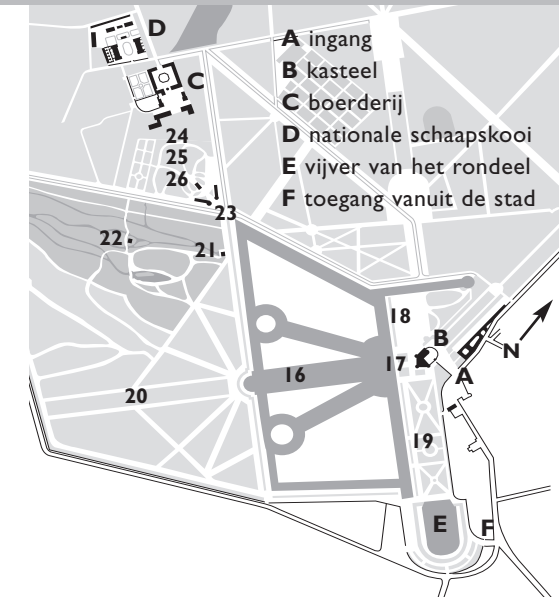 A ingang
B kasteel
C boerderij
D nationale schaapskooi
E vijver van het rondeel
F toegang vanuit de stad
D
C
24
25
26
23
22
21
18
B
N
17
A
16
20
19
E
F